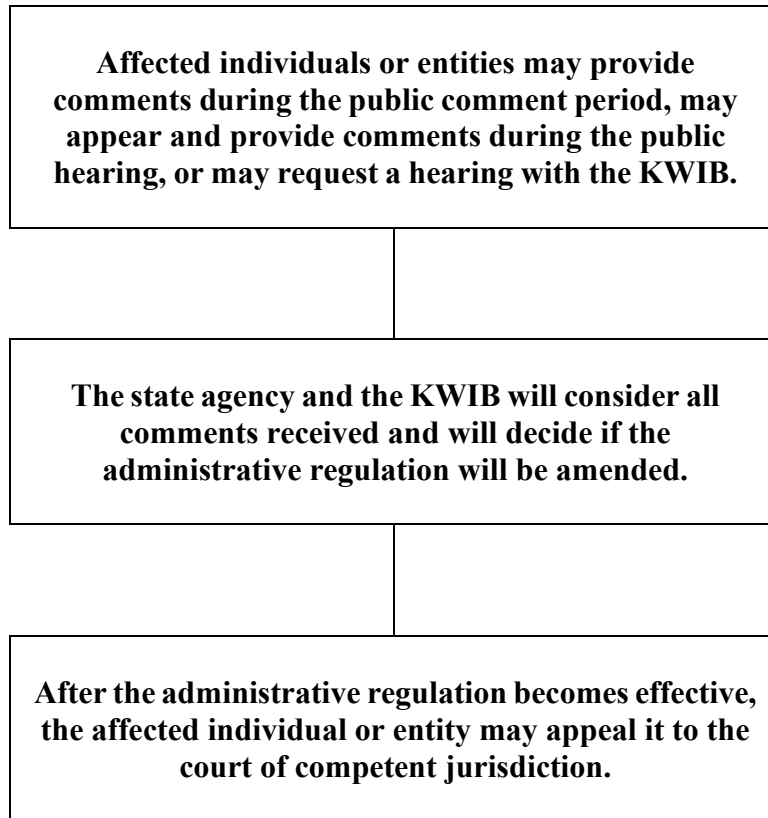 Affected individuals or entities may provide
comments during the public comment period, may
appear and provide comments during the public
hearing, or may request a hearing with the KWIB.
The state agency and the KWIB will consider all
comments received and will decide if the
administrative regulation will be amended.
After the administrative regulation becomes effective,
the affected individual or entity may appeal it to the
court of competent jurisdiction.